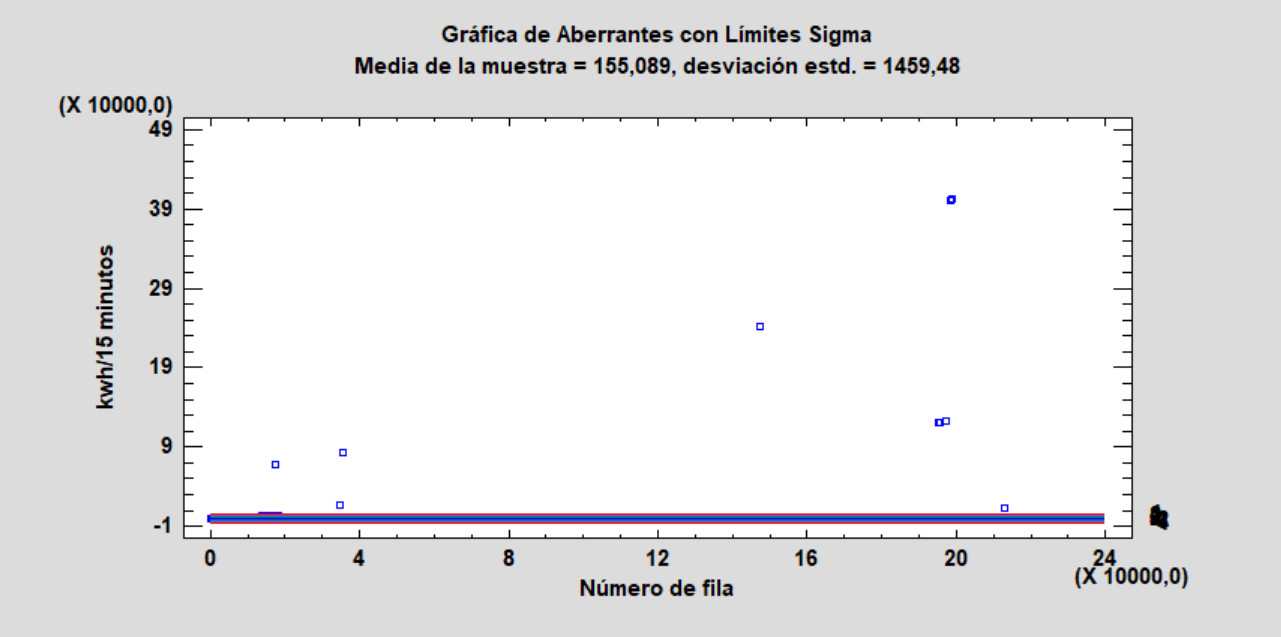 Gráfica de Aberrantes con Límites Sigma
Media de la muestra = 155,089, desviación estd. = 1459,48
(X 10000,0)
49
39
29
19
9
-1
kwh/15 minutos
0 4 8 12 16 20 24
(X 10000,0)
Número de fila